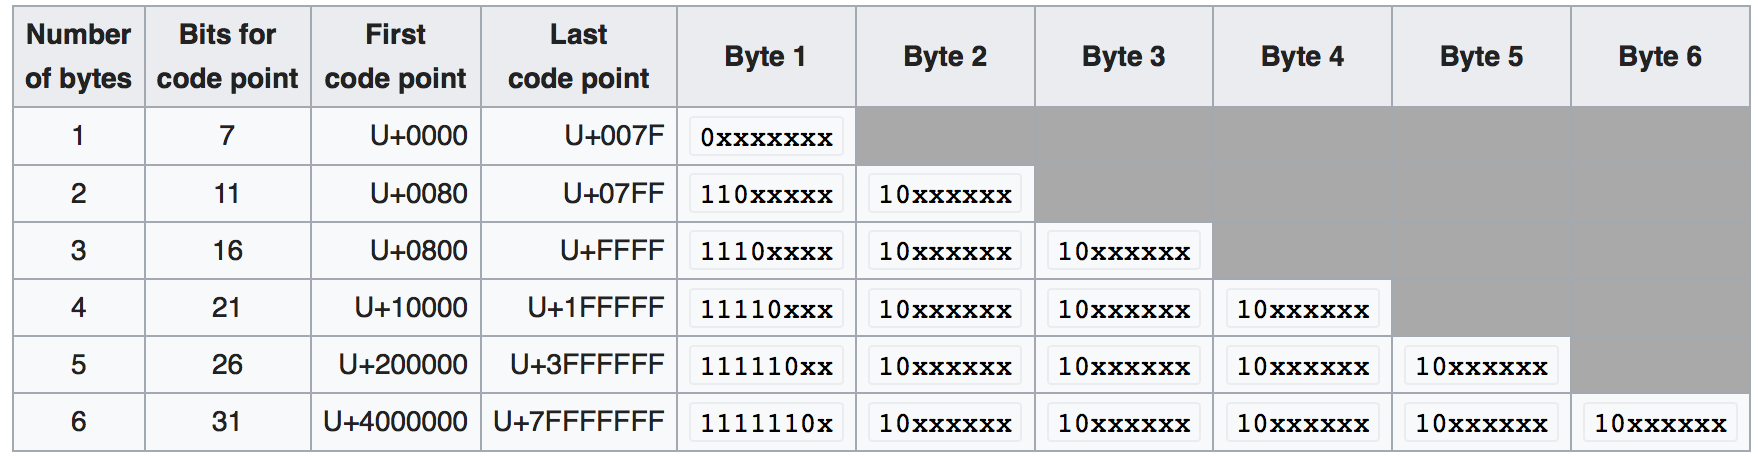 Number of bytes Bits for code point First code point Last code point Byte 1 Byte 2 Byte 3 Byte 4 Byte 5 Byte 6
1 7 U+0000 U+007F 0xxxxxxx
2 11 U+0080 U+07FF 110xxxxx 10xxxxxx
3 16 U+0800 U+FFFF 1110xxxx 10xxxxxx 10xxxxxx
4 21 U+10000 U+1FFFFF 11110xxx 10xxxxxx 10xxxxxx 10xxxxxx
5 26 U+200000 U+3FFFFFF 111110xx 10xxxxxx 10xxxxxx 10xxxxxx 10xxxxxx
6 31 U+4000000 U+7FFFFFFF 1111110x 10xxxxxx 10xxxxxx 10xxxxxx 10xxxxxx 10xxxxxx